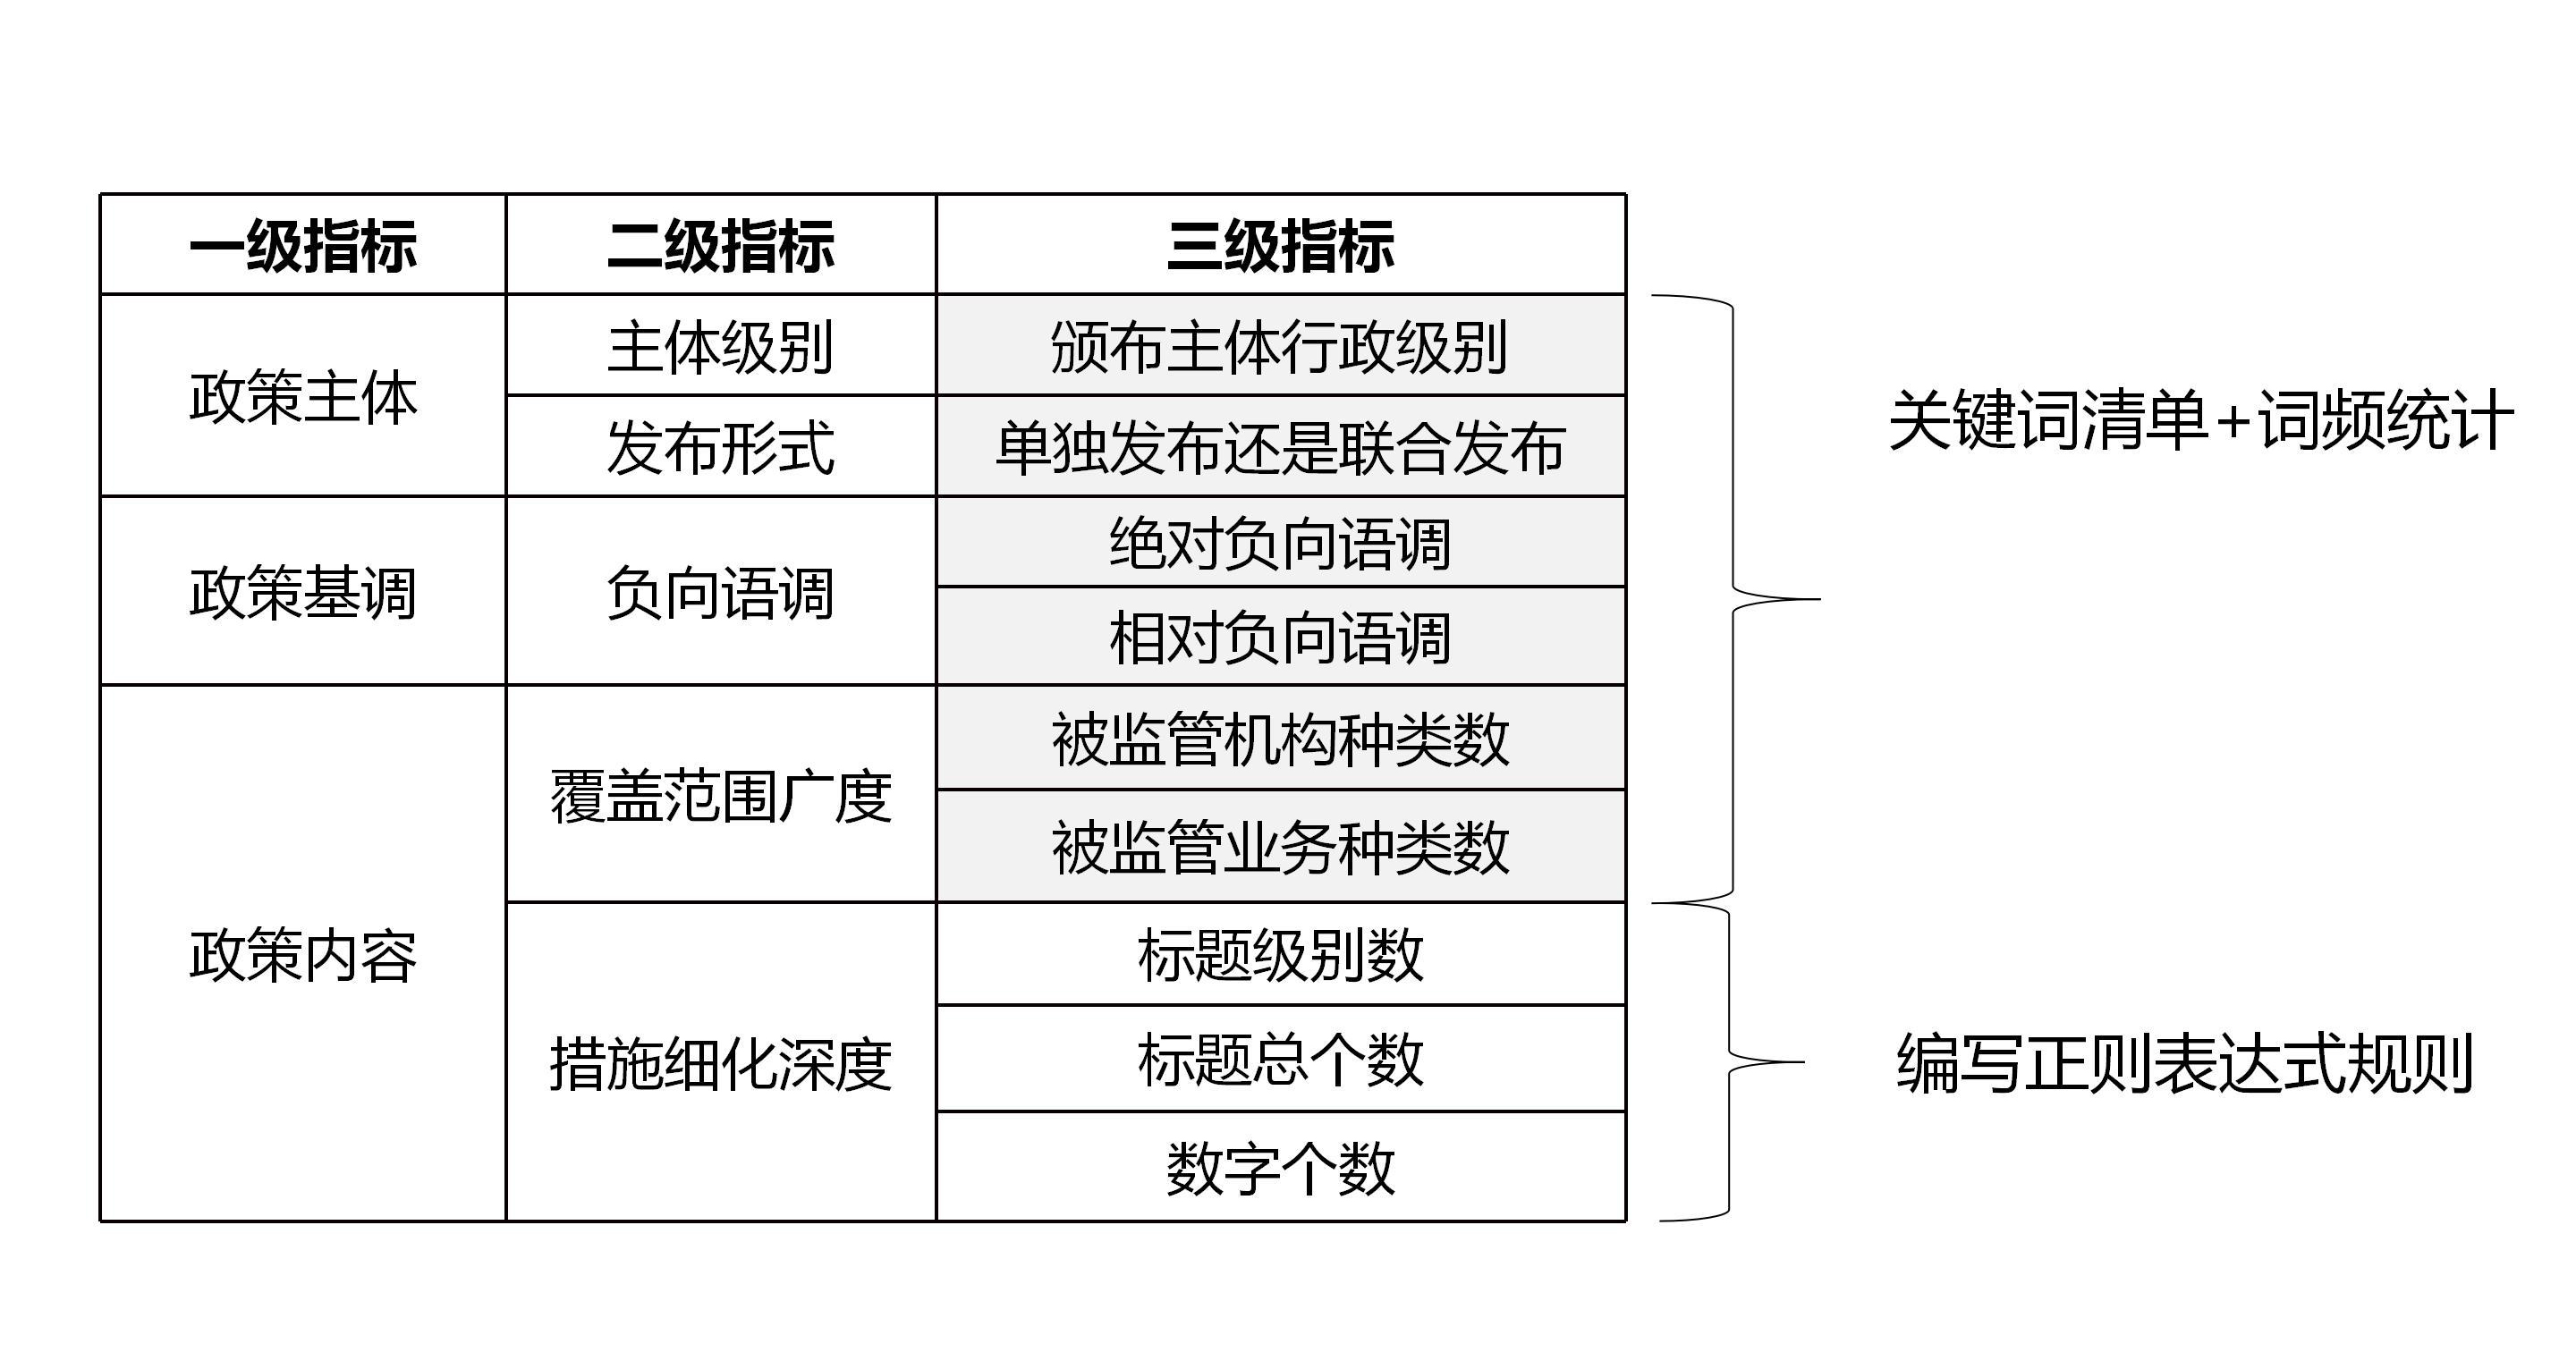 一级指标
二级指标
三级指标
政策主体
主体级别
颁布主体行政级别
发布形式
单独发布还是联合发布
政策基调
负向语调
绝对负向语调
相对负向语调
政策内容
覆盖范围广度
被监管机构种类数
被监管业务种类数
措施细化深度
标题级别数
标题总个数
数字个数
关键词清单+词频统计
编写正则表达式规则